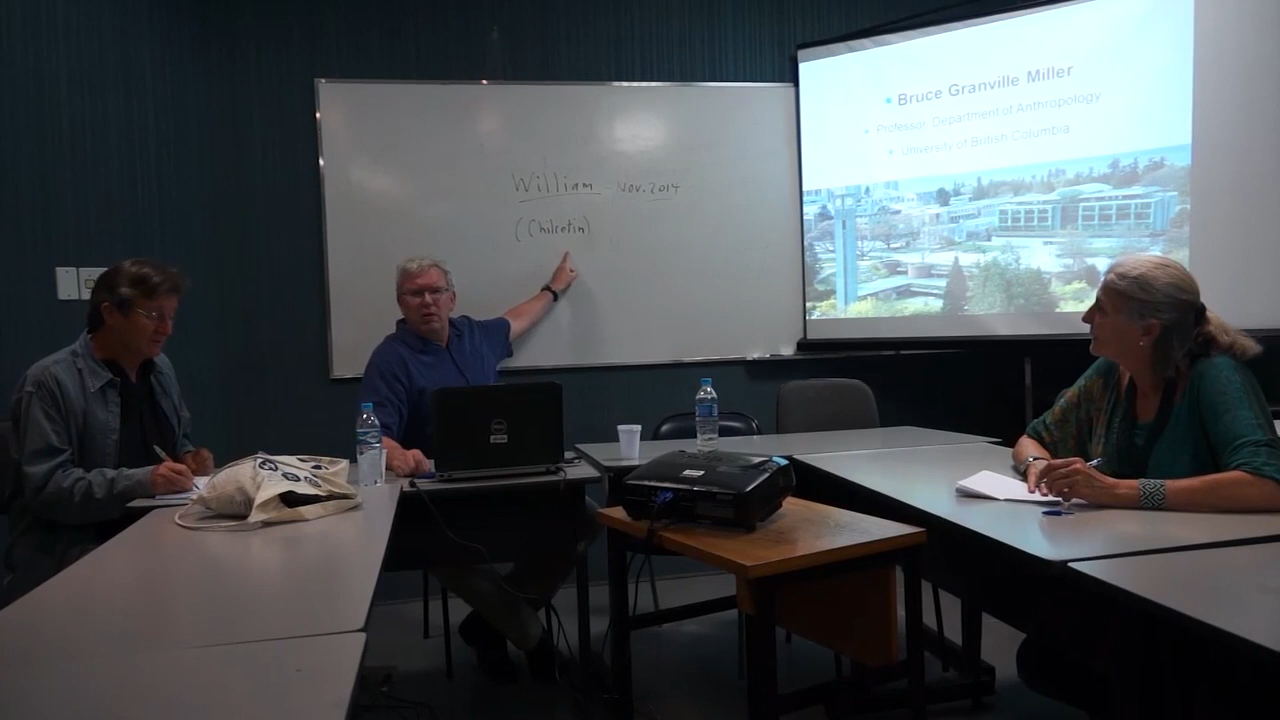 William - Nov. 2014
(Chilcotin)
Bruce Granville Miller
Professor, Department of Anthropology
University of British Columbia
DELL